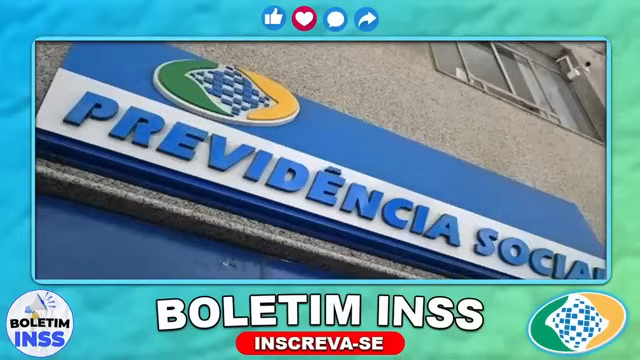 PREVIDÊNCIA SOCIAL
BOLETIM INSS
INSCREVA-SE
BOLETIM
INSS